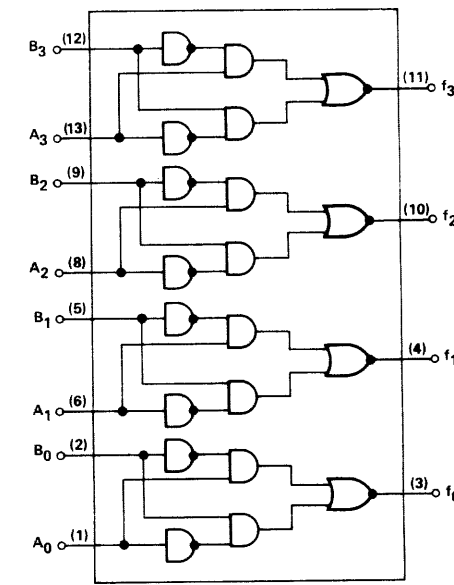 B3 (12)
(11) f3
A3 (13)
B2 (9)
(10) f2
A2 (8)
B1 (5)
(4) f1
A1 (6)
B0 (2)
(3) f0
A0 (1)